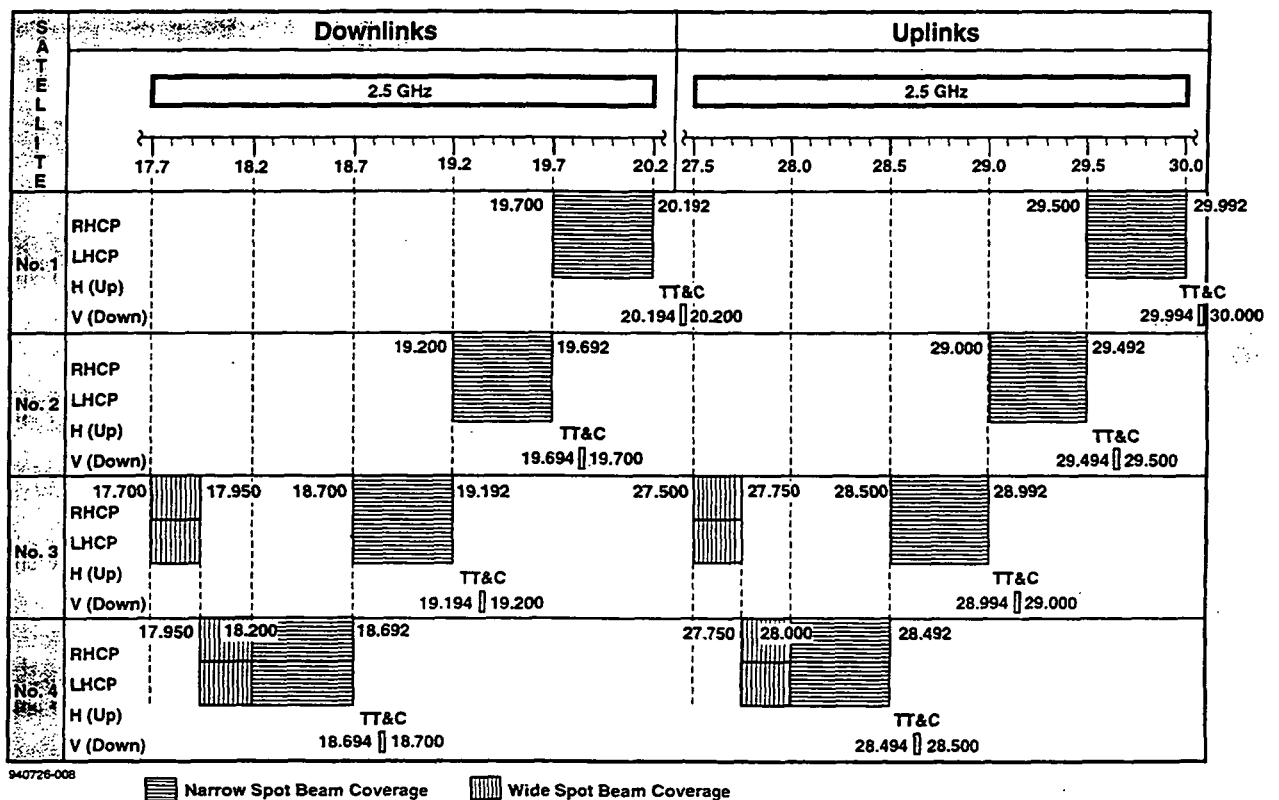 SATELLITE
Downlinks Uplinks
2.5 GHz 2.5 GHz
17.7 18.2 18.7 19.2 19.7 20.2 27.5 28.0 28.5 29.0 29.5 30.0
No. 1
19.700 20.192 29.500 29.992
RHCP
LHCP
H (Up)
TT&C TT&C
V (Down) 20.194 20.200 29.994 30.000
No. 2
19.200 19.692 29.000 29.492
RHCP
LHCP
H (Up)
TT&C TT&C
V (Down) 19.694 19.700 29.494 29.500
No. 3
17.700 17.950 18.700 19.192 27.500 27.750 28.500 28.992
RHCP
LHCP
H (Up)
TT&C TT&C
V (Down) 19.194 19.200 28.994 29.000
No. 4
17.950 18.200 18.692 27.750 28.000 28.492
RHCP
LHCP
H (Up)
TT&C TT&C
V (Down) 18.694 18.700 28.494 28.500
940726-008
Narrow Spot Beam Coverage Wide Spot Beam Coverage